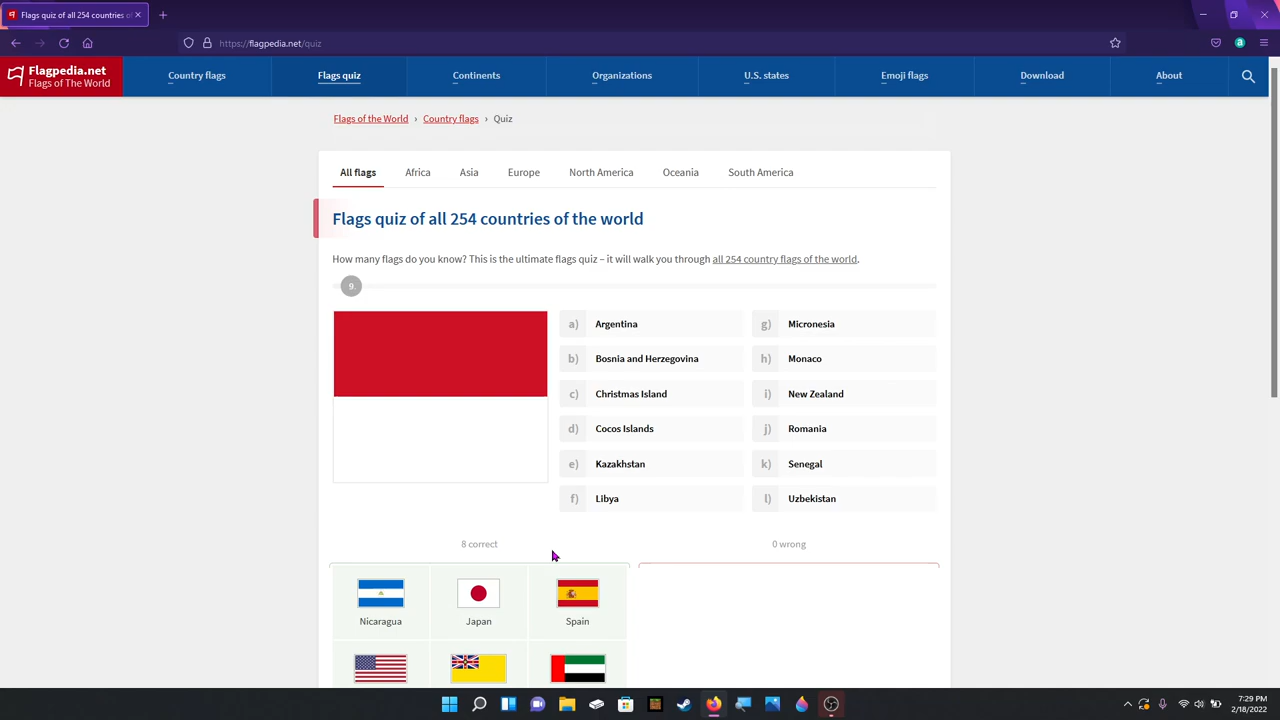 Flags quiz of all 254 countries of
https://flagpedia.net/quiz
Flagpedia.net
Flags of The World
Country flags
Flags quiz
Continents
Organizations
U.S. states
Emoji flags
Download
About
Flags of the World › Country flags › Quiz
All flags Africa Asia Europe North America Oceania South America
Flags quiz of all 254 countries of the world
How many flags do you know? This is the ultimate flags quiz – it will walk you through all 254 country flags of the world.
9.
a) Argentina
b) Bosnia and Herzegovina
c) Christmas Island
d) Cocos Islands
e) Kazakhstan
f) Libya
g) Micronesia
h) Monaco
i) New Zealand
j) Romania
k) Senegal
l) Uzbekistan
8 correct
0 wrong
Nicaragua
Japan
Spain
7:29 PM
2/18/2022